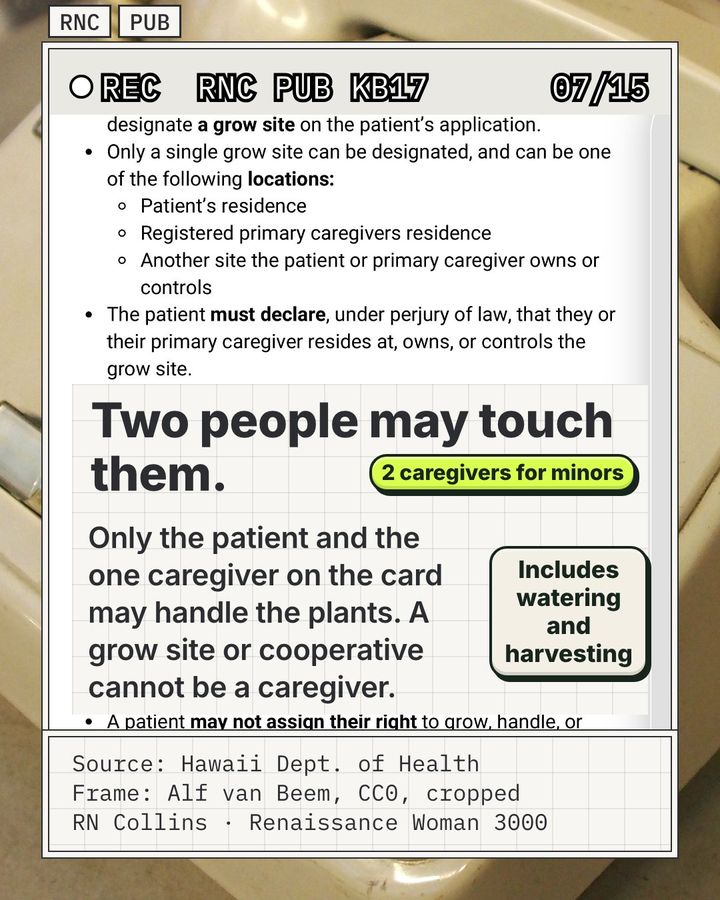 RNC PUB
REC RNC PUB KB17 07/15
designate a grow site on the patient’s application.
• Only a single grow site can be designated, and can be one
of the following locations:
○ Patient’s residence
○ Registered primary caregivers residence
○ Another site the patient or primary caregiver owns or
controls
• The patient must declare, under perjury of law, that they or
their primary caregiver resides at, owns, or controls the
grow site.
Two people may touch
them.
2 caregivers for minors
Only the patient and the
one caregiver on the card
may handle the plants. A
grow site or cooperative
cannot be a caregiver.
Includes
watering
and
harvesting
• A patient may not assign their right to grow, handle, or
Source: Hawaii Dept. of Health
Frame: Alf van Beem, CC0, cropped
RN Collins · Renaissance Woman 3000